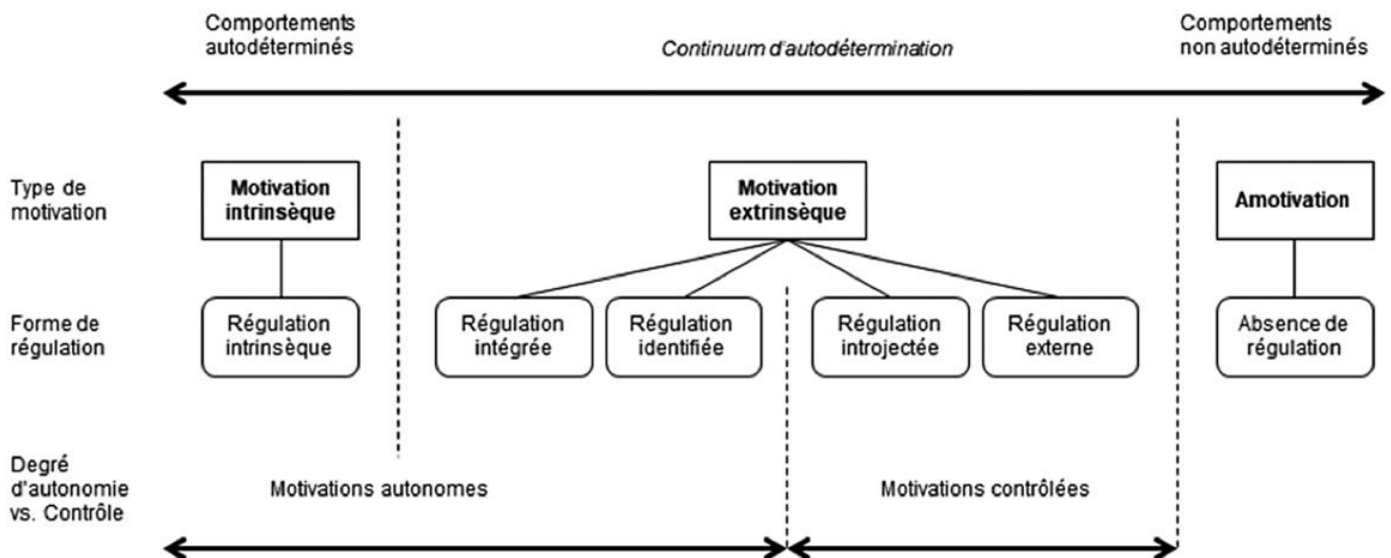 Comportements
autodéterminés
Continuum d'autodétermination
Comportements
non autodéterminés
Type de
motivation
Motivation
intrinsèque
Motivation
extrinsèque
Amotivation
Forme de
régulation
Régulation
intrinsèque
Régulation
intégrée
Régulation
identifiée
Régulation
introjectée
Régulation
externe
Absence de
régulation
Degré
d'autonomie
vs. Contrôle
Motivations autonomes
Motivations contrôlées